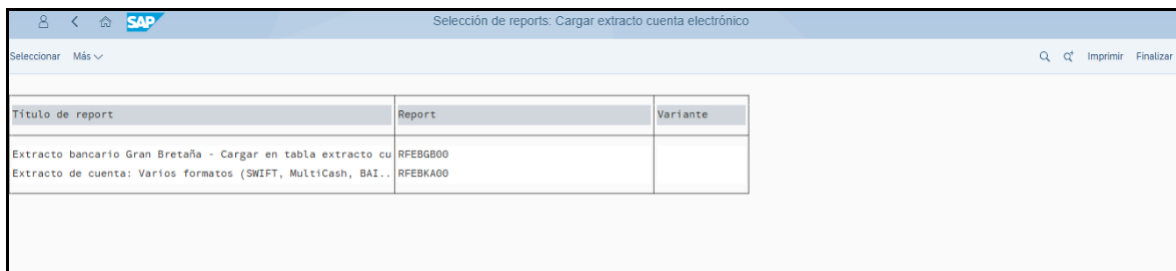 SAP Selección de reports: Cargar extracto cuenta electrónico
Seleccionar Más Imprimir Finalizar
Título de report Report Variante
Extracto bancario Gran Bretaña - Cargar en tabla extracto cu RFEBGB00
Extracto de cuenta: Varios formatos (SWIFT, MultiCash, BAI.. RFEBKA00